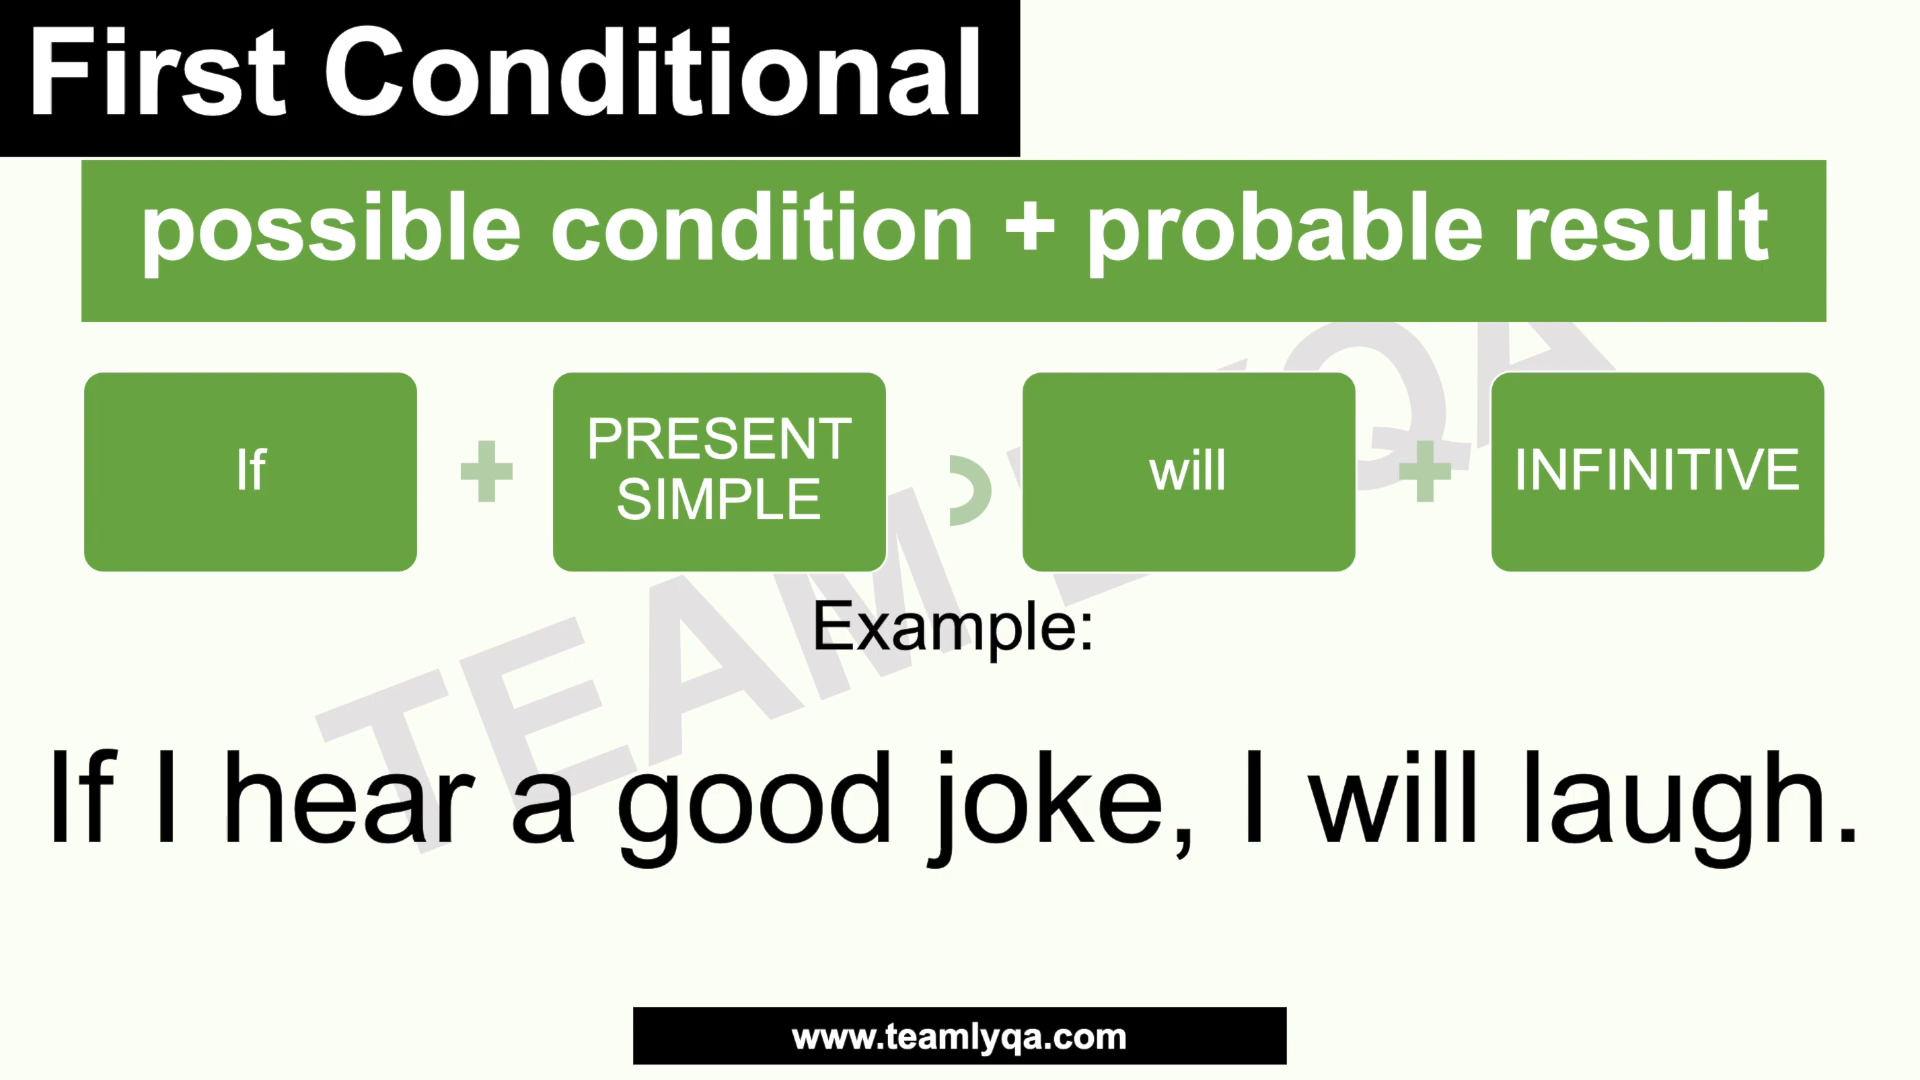 First Conditional
possible condition + probable result
If
PRESENT
SIMPLE
will
INFINITIVE
Example:
If I hear a good joke, I will laugh.
www.teamlyqa.com